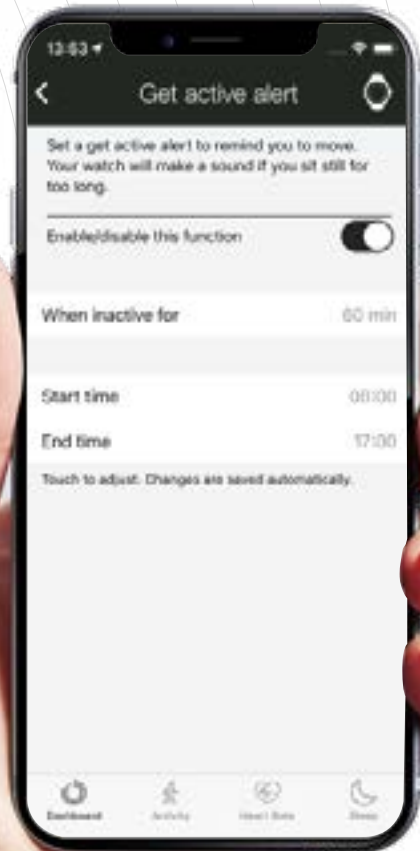 13:53
Get active alert
Set a get active alert to remind you to move.
Your watch will make a sound if you sit still for
too long.
Enable/disable this function
When inactive for 60 min
Start time
End time 17:00
Touch to adjust. Changes are saved automatically.
Dashboard Activity Heart Rate Sleep